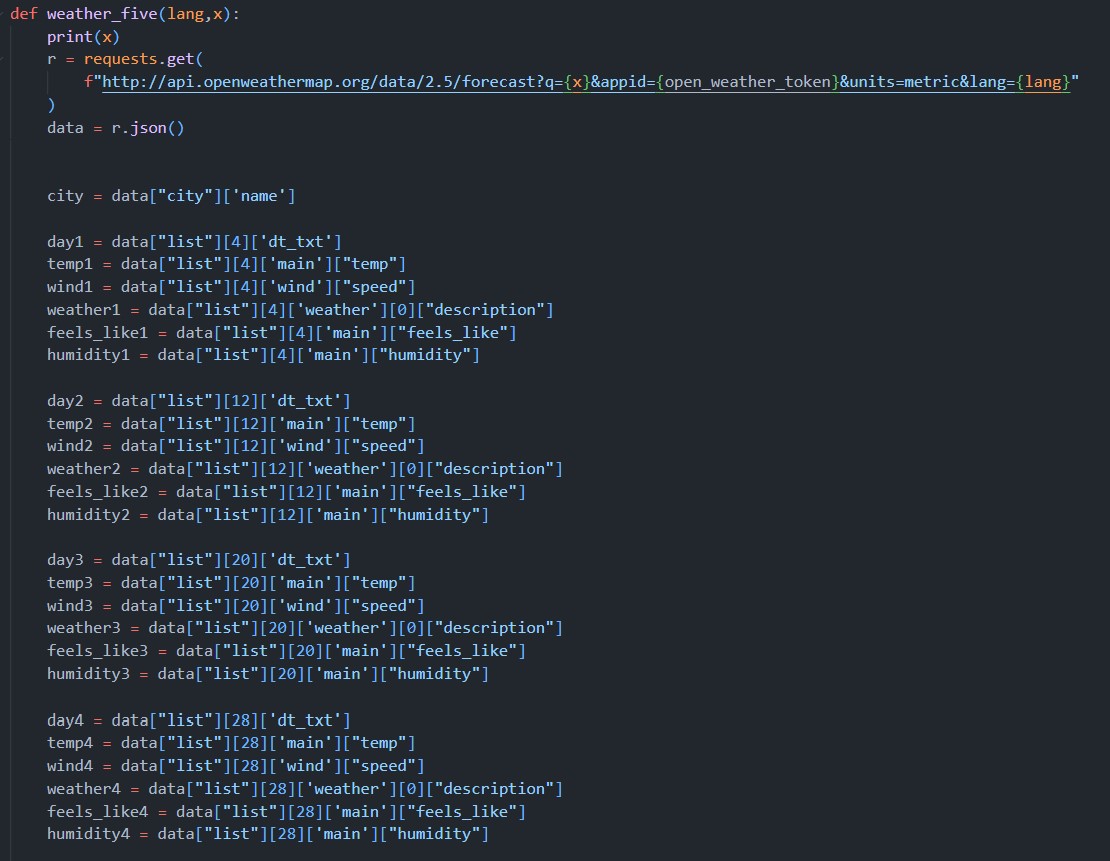 def weather_five(lang,x):
    print(x)
    r = requests.get(
        f"http://api.openweathermap.org/data/2.5/forecast?q={x}&appid={open_weather_token}&units=metric&lang={lang}"
    )
    data = r.json()
    city = data["city"]['name']
    day1 = data["list"][4]['dt_txt']
    temp1 = data["list"][4]['main']["temp"]
    wind1 = data["list"][4]['wind']["speed"]
    weather1 = data["list"][4]['weather'][0]["description"]
    feels_like1 = data["list"][4]['main']["feels_like"]
    humidity1 = data["list"][4]['main']["humidity"]
    day2 = data["list"][12]['dt_txt']
    temp2 = data["list"][12]['main']["temp"]
    wind2 = data["list"][12]['wind']["speed"]
    weather2 = data["list"][12]['weather'][0]["description"]
    feels_like2 = data["list"][12]['main']["feels_like"]
    humidity2 = data["list"][12]['main']["humidity"]
    day3 = data["list"][20]['dt_txt']
    temp3 = data["list"][20]['main']["temp"]
    wind3 = data["list"][20]['wind']["speed"]
    weather3 = data["list"][20]['weather'][0]["description"]
    feels_like3 = data["list"][20]['main']["feels_like"]
    humidity3 = data["list"][20]['main']["humidity"]
    day4 = data["list"][28]['dt_txt']
    temp4 = data["list"][28]['main']["temp"]
    wind4 = data["list"][28]['wind']["speed"]
    weather4 = data["list"][28]['weather'][0]["description"]
    feels_like4 = data["list"][28]['main']["feels_like"]
    humidity4 = data["list"][28]['main']["humidity"]